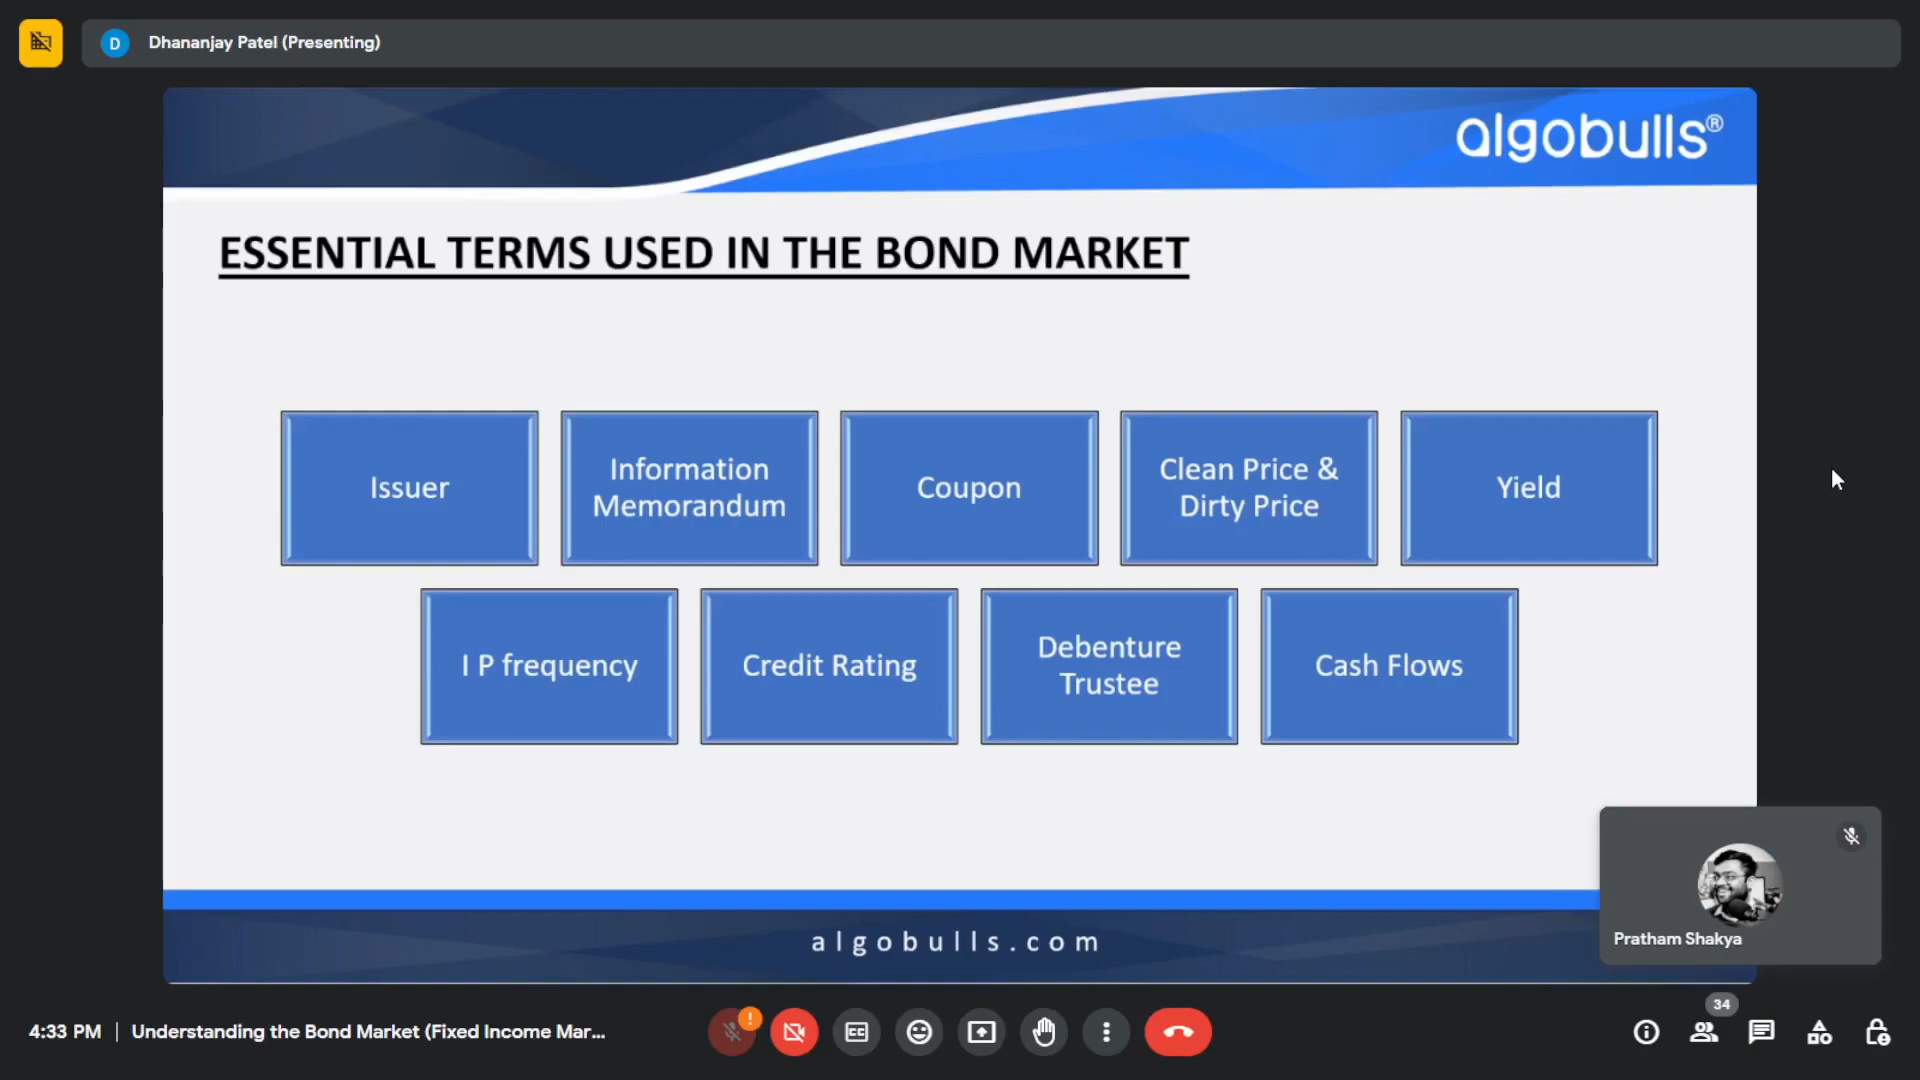 D
Dhananjay Patel (Presenting)
algobulls®
ESSENTIAL TERMS USED IN THE BOND MARKET
Issuer
Information
Memorandum
Coupon
Clean Price &
Dirty Price
Yield
I P frequency
Credit Rating
Debenture
Trustee
Cash Flows
Pratham Shakya
algobulls.com
4:33 PM | Understanding the Bond Market (Fixed Income Mar...
!
CC
34